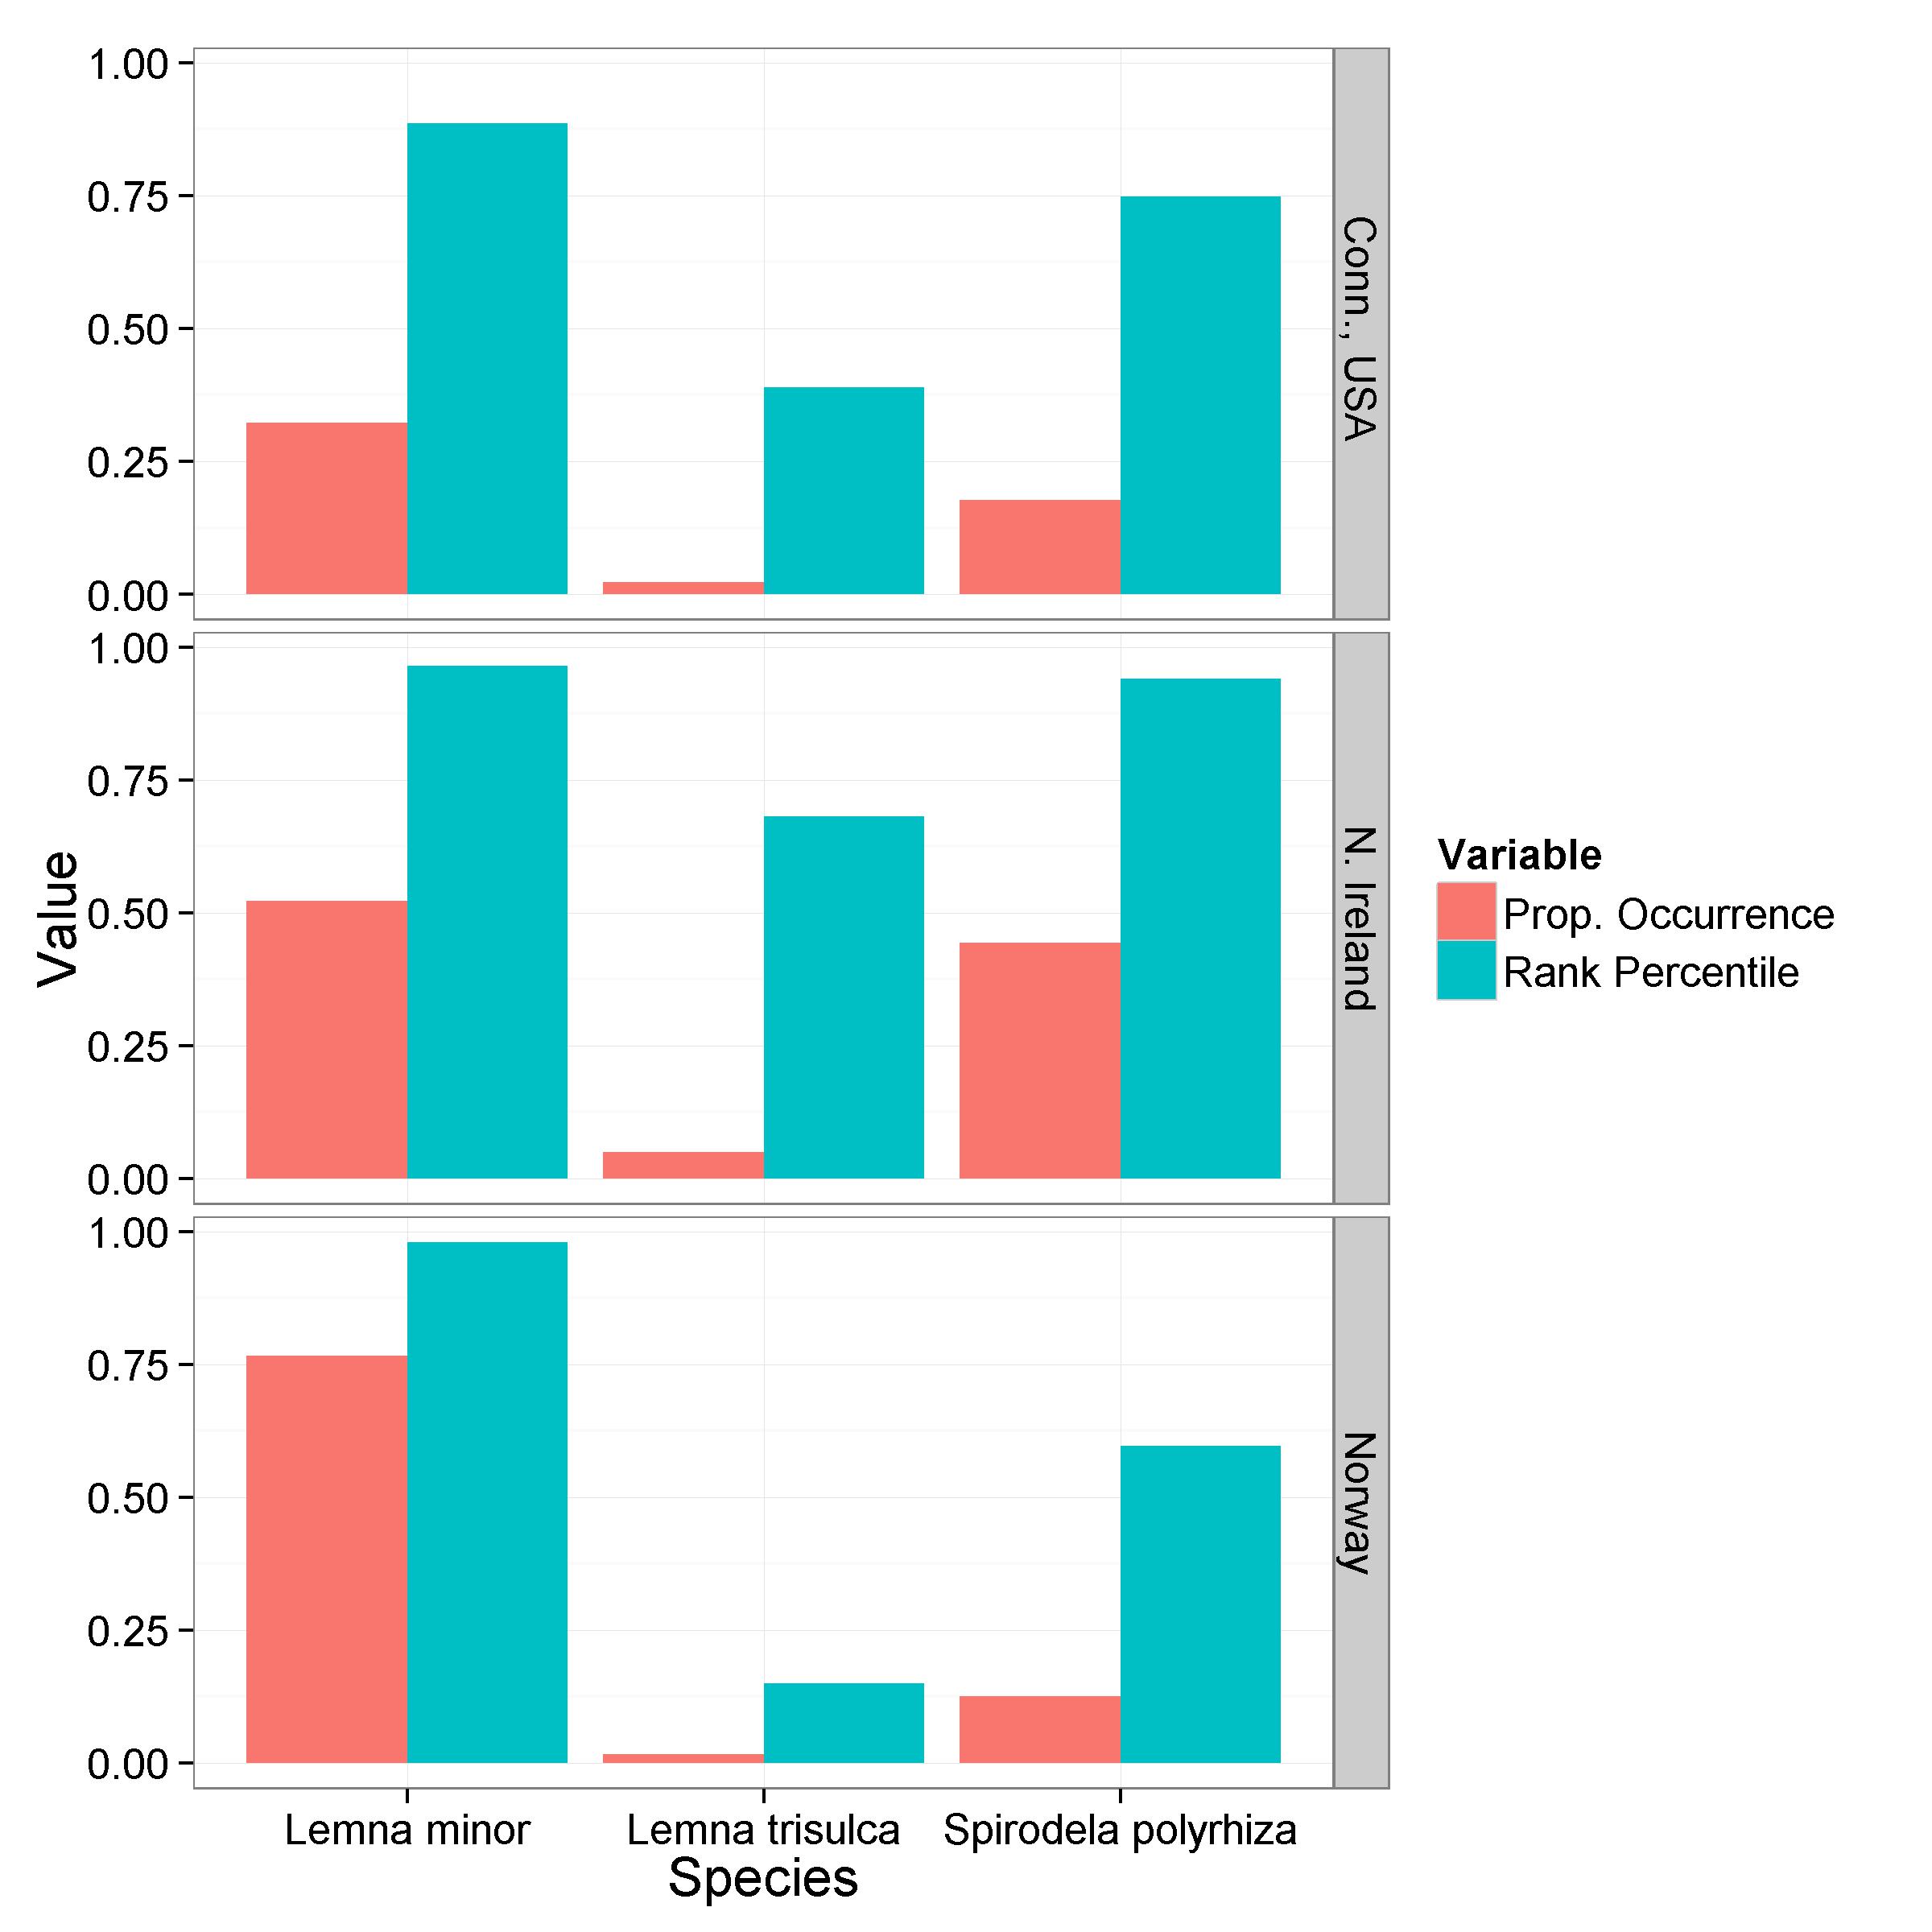 1.00
0.75
0.50
0.25
0.00
Conn., USA
1.00
0.75
0.50
0.25
0.00
N. Ireland
1.00
0.75
0.50
0.25
0.00
Norway
Value
Lemna minor Lemna trisulca Spirodela polyrhiza
Species
Variable
Prop. Occurrence
Rank Percentile